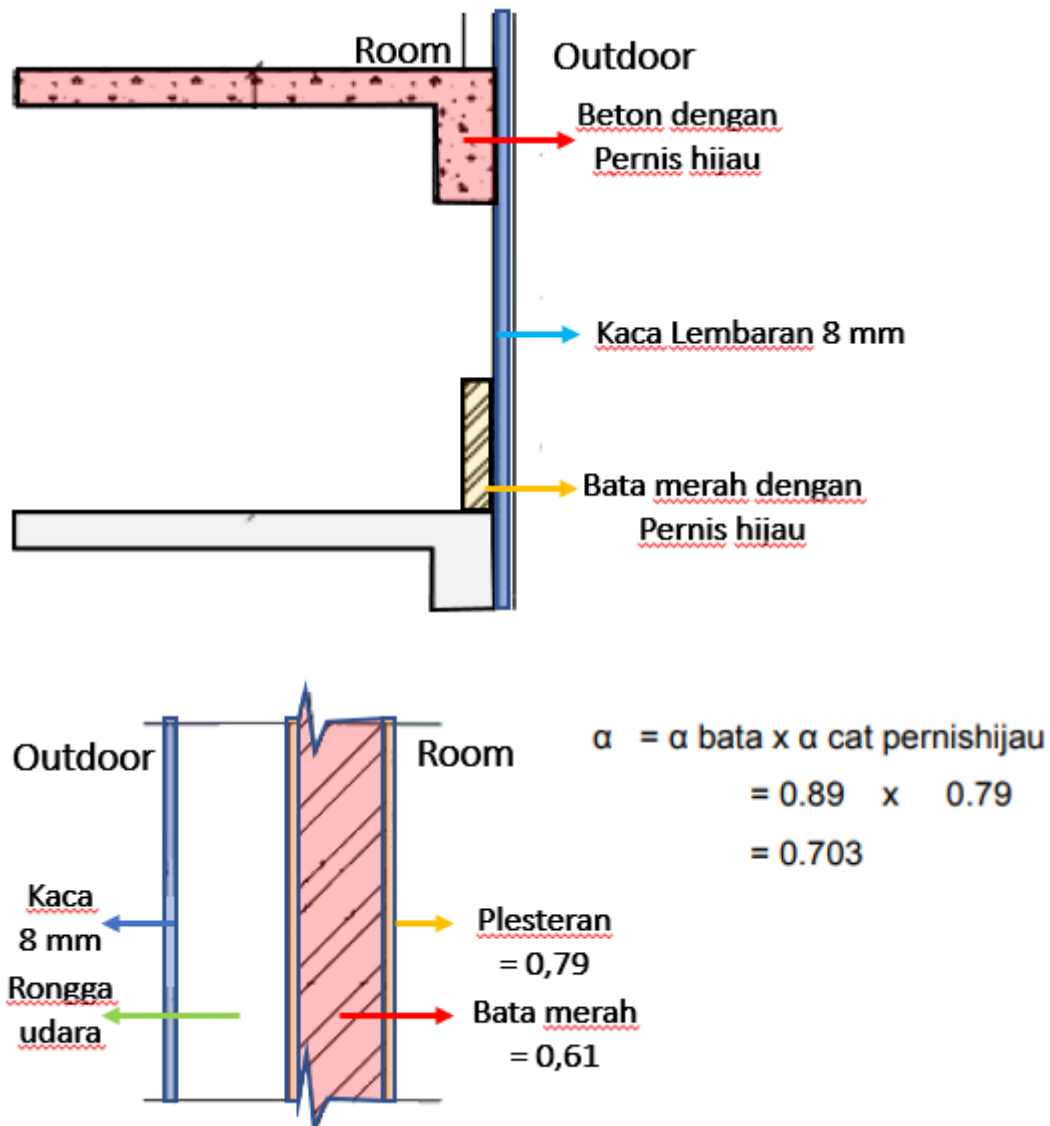 Room
Outdoor
Beton dengan
Pernis hijau
Kaca Lembaran 8 mm
Bata merah dengan
Pernis hijau
Outdoor
Room
Kaca
8 mm
Rongga
udara
Plesteran
= 0,79
Bata merah
= 0,61
α = α bata x α cat pernishijau
= 0.89 x 0.79
= 0.703